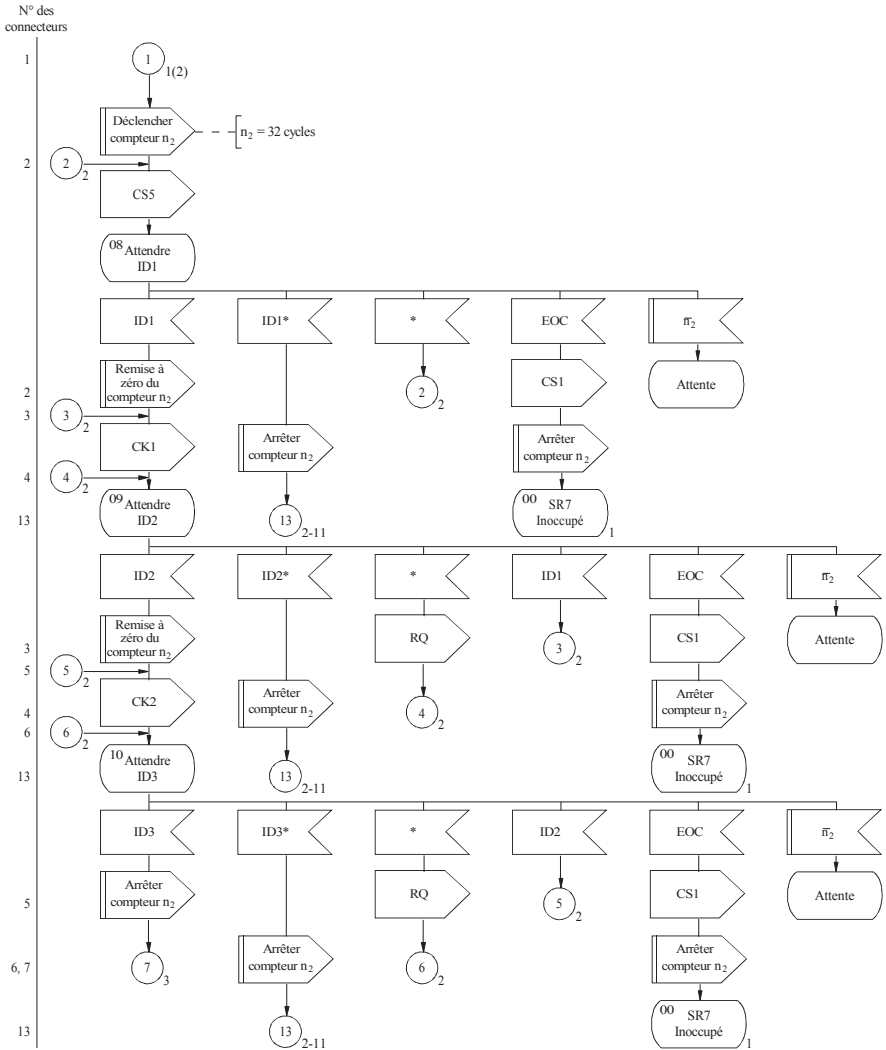 N° des
connecteurs
1
1
1(2)
Déclencher
compteur n2
n2 = 32 cycles
2
2
2
CS5
08 Attendre
ID1
ID1
ID1*
*
EOC
n̅2
Remise à
zéro du
compteur n2
2
2
CS1
Attente
2
3
3
2
CK1
Arrêter
compteur n2
Arrêter
compteur n2
4
4
2
09 Attendre
ID2
13
13
2-11
00 SR7
Inoccupé
1
ID2
ID2*
*
ID1
EOC
n̅2
Remise à
zéro du
compteur n2
RQ
3
2
CS1
Attente
3
5
5
2
CK2
Arrêter
compteur n2
4
2
Arrêter
compteur n2
4
6
6
2
10 Attendre
ID3
13
13
2-11
00 SR7
Inoccupé
1
ID3
ID3*
*
ID2
EOC
n̅2
Arrêter
compteur n2
RQ
5
2
CS1
Attente
5
7
3
Arrêter
compteur n2
6
2
Arrêter
compteur n2
6, 7
13
13
2-11
00 SR7
Inoccupé
1